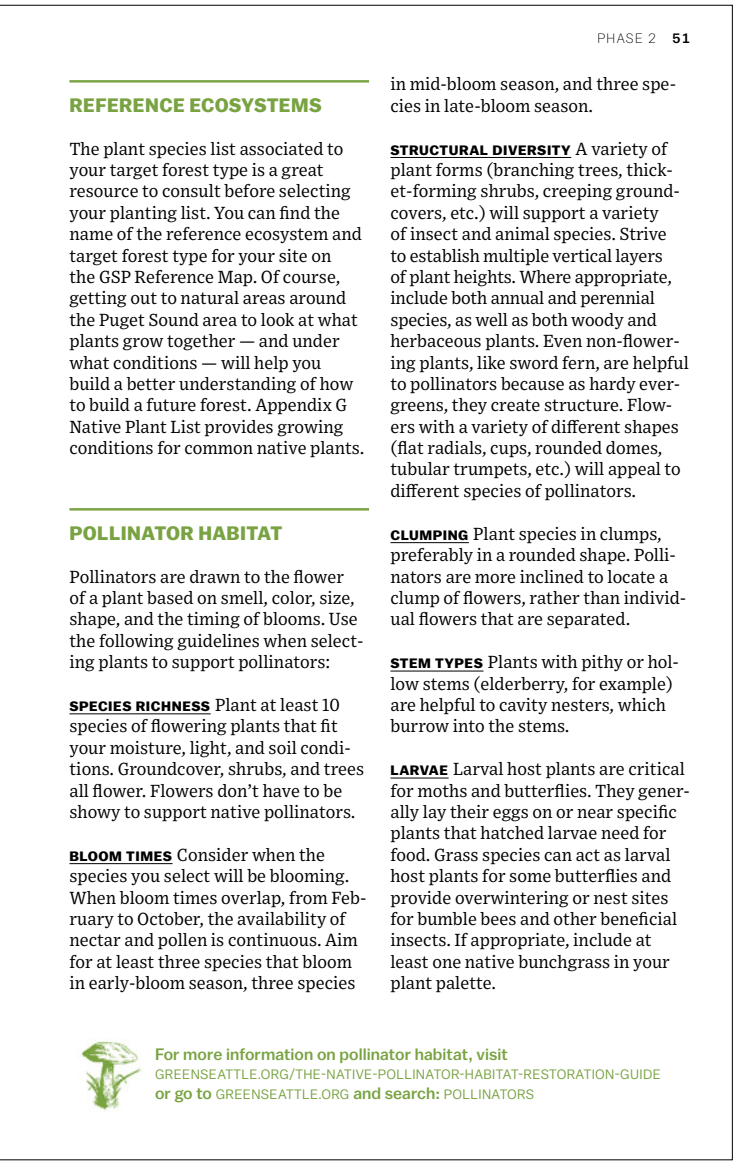 PHASE 2 51
REFERENCE ECOSYSTEMS
The plant species list associated to
your target forest type is a great
resource to consult before selecting
your planting list. You can find the
name of the reference ecosystem and
target forest type for your site on
the GSP Reference Map. Of course,
getting out to natural areas around
the Puget Sound area to look at what
plants grow together — and under
what conditions — will help you
build a better understanding of how
to build a future forest. Appendix G
Native Plant List provides growing
conditions for common native plants.
POLLINATOR HABITAT
Pollinators are drawn to the flower
of a plant based on smell, color, size,
shape, and the timing of blooms. Use
the following guidelines when select-
ing plants to support pollinators:
SPECIES RICHNESS Plant at least 10
species of flowering plants that fit
your moisture, light, and soil condi-
tions. Groundcover, shrubs, and trees
all flower. Flowers don't have to be
showy to support native pollinators.
BLOOM TIMES Consider when the
species you select will be blooming.
When bloom times overlap, from Feb-
ruary to October, the availability of
nectar and pollen is continuous. Aim
for at least three species that bloom
in early-bloom season, three species
in mid-bloom season, and three spe-
cies in late-bloom season.
STRUCTURAL DIVERSITY A variety of
plant forms (branching trees, thick-
et-forming shrubs, creeping ground-
covers, etc.) will support a variety
of insect and animal species. Strive
to establish multiple vertical layers
of plant heights. Where appropriate,
include both annual and perennial
species, as well as both woody and
herbaceous plants. Even non-flower-
ing plants, like sword fern, are helpful
to pollinators because as hardy ever-
greens, they create structure. Flow-
ers with a variety of different shapes
(flat radials, cups, rounded domes,
tubular trumpets, etc.) will appeal to
different species of pollinators.
CLUMPING Plant species in clumps,
preferably in a rounded shape. Polli-
nators are more inclined to locate a
clump of flowers, rather than individ-
ual flowers that are separated.
STEM TYPES Plants with pithy or hol-
low stems (elderberry, for example)
are helpful to cavity nesters, which
burrow into the stems.
LARVAE Larval host plants are critical
for moths and butterflies. They gener-
ally lay their eggs on or near specific
plants that hatched larvae need for
food. Grass species can act as larval
host plants for some butterflies and
provide overwintering or nest sites
for bumble bees and other beneficial
insects. If appropriate, include at
least one native bunchgrass in your
plant palette.
For more information on pollinator habitat, visit
GREENSEATTLE.ORG/THE-NATIVE-POLLINATOR-HABITAT-RESTORATION-GUIDE
or go to GREENSEATTLE.ORG and search: POLLINATORS